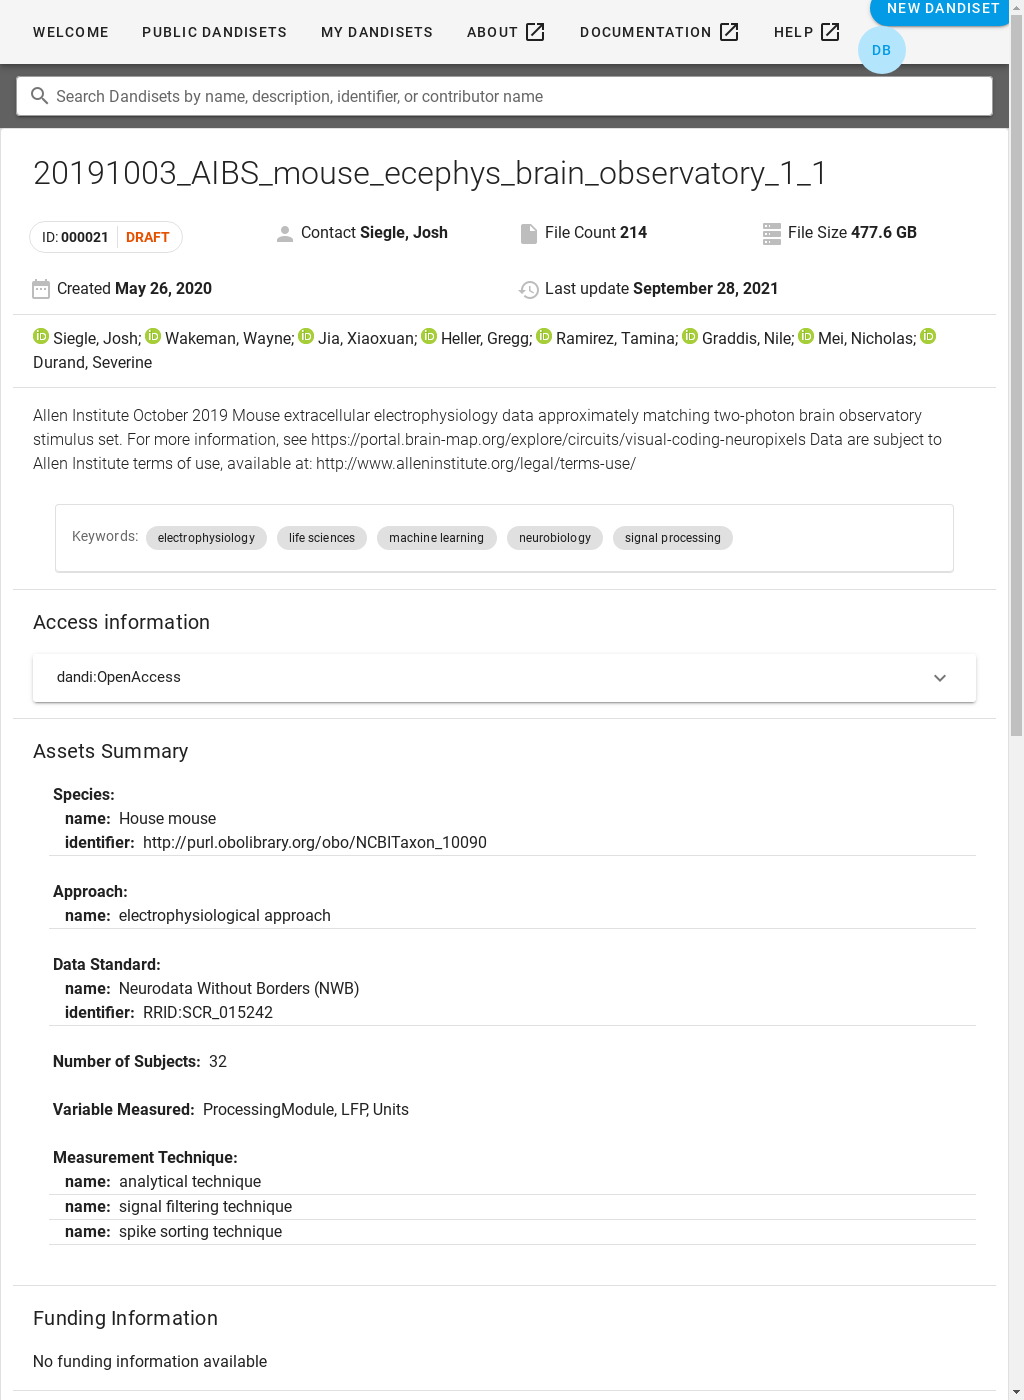 WELCOME PUBLIC DANDISETS MY DANDISETS ABOUT DOCUMENTATION HELP NEW DANDISET
DB
Search Dandisets by name, description, identifier, or contributor name
20191003_AIBS_mouse_ecephys_brain_observatory_1_1
ID: 000021 DRAFT Contact Siegle, Josh File Count 214 File Size 477.6 GB
Created May 26, 2020 Last update September 28, 2021
iD Siegle, Josh; iD Wakeman, Wayne; iD Jia, Xiaoxuan; iD Heller, Gregg; iD Ramirez, Tamina; iD Graddis, Nile; iD Mei, Nicholas; iD
Durand, Severine
Allen Institute October 2019 Mouse extracellular electrophysiology data approximately matching two-photon brain observatory
stimulus set. For more information, see https://portal.brain-map.org/explore/circuits/visual-coding-neuropixels Data are subject to
Allen Institute terms of use, available at: http://www.alleninstitute.org/legal/terms-use/
Keywords: electrophysiology life sciences machine learning neurobiology signal processing
Access information
dandi:OpenAccess
Assets Summary
Species:
name: House mouse
identifier: http://purl.obolibrary.org/obo/NCBITaxon_10090
Approach:
name: electrophysiological approach
Data Standard:
name: Neurodata Without Borders (NWB)
identifier: RRID:SCR_015242
Number of Subjects: 32
Variable Measured: ProcessingModule, LFP, Units
Measurement Technique:
name: analytical technique
name: signal filtering technique
name: spike sorting technique
Funding Information
No funding information available